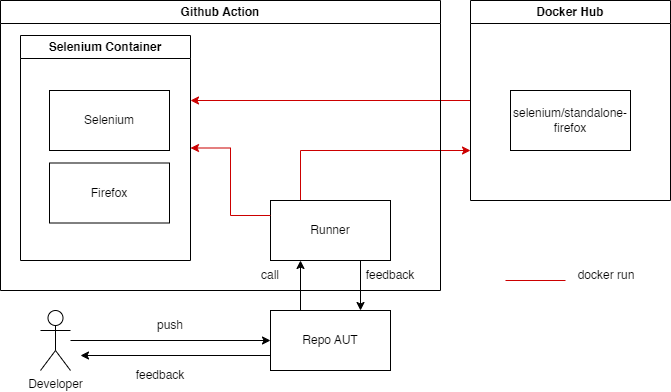 Github Action
Docker Hub
Selenium Container
Selenium
selenium/standalone-
firefox
Firefox
Runner
call
feedback
docker run
push
Repo AUT
feedback
Developer